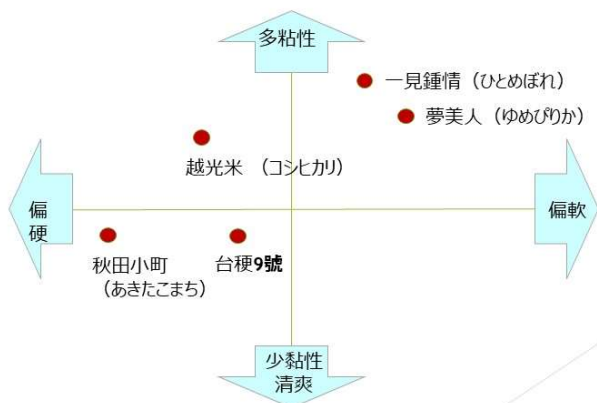 多粘性
一見鍾情（ひとめぼれ）
夢美人（ゆめぴりか）
越光米　（コシヒカリ）
偏
硬
偏軟
秋田小町
（あきたこまち）
台稉9號
少黏性
清爽